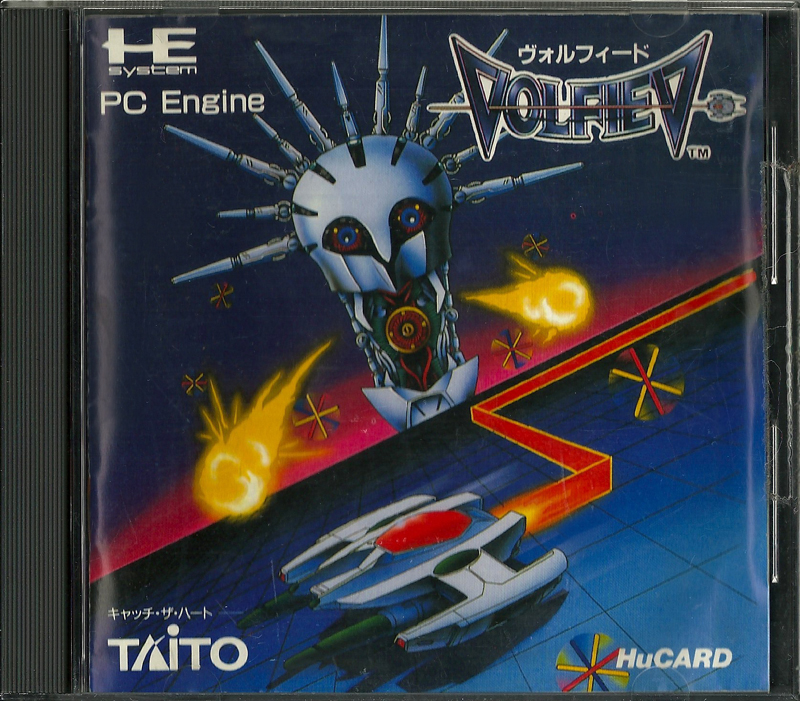 HE
system
PC Engine
ヴォルフィード
VOLFIED
TM
キャッチ・ザ・ハート
TAITO
HuCARD